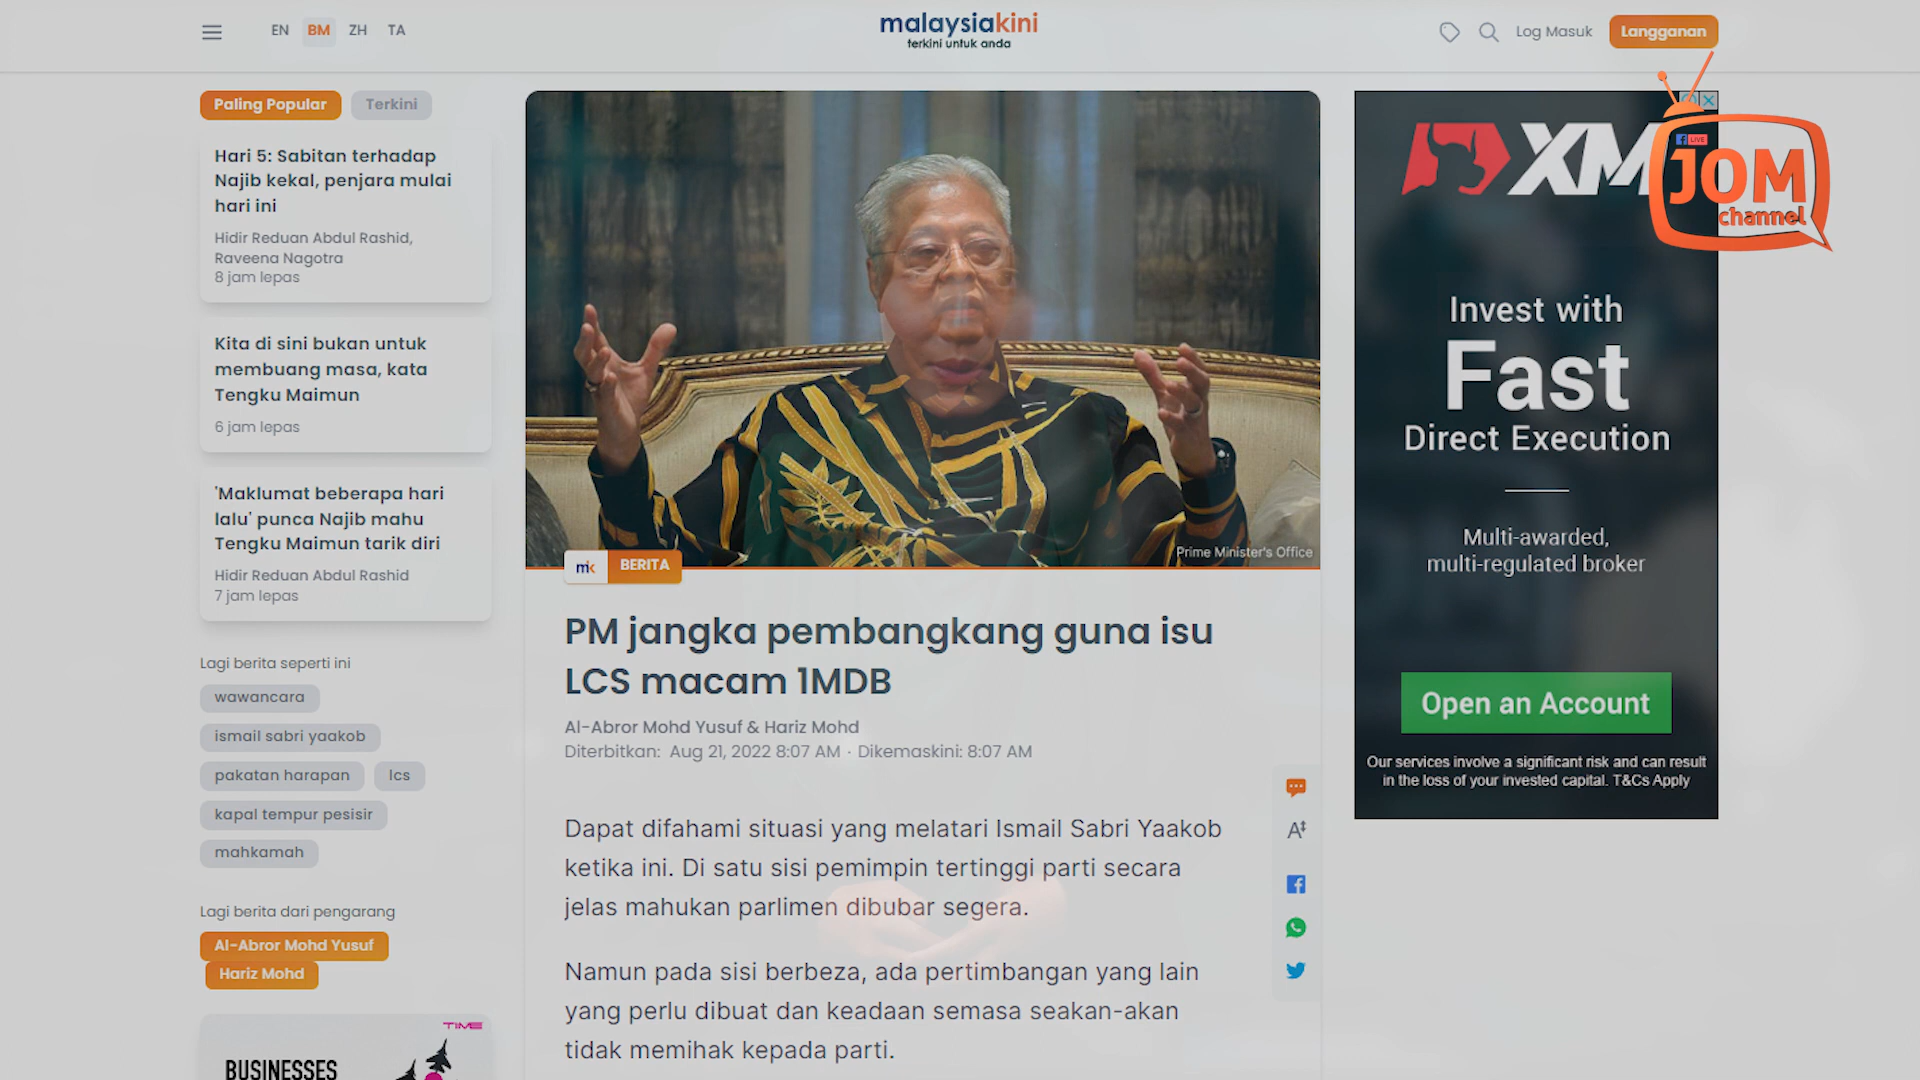 EN BM ZH TA
malaysiakini
terkini untuk anda
Log Masuk
Langganan
Paling Popular
Terkini
Hari 5: Sabitan terhadap
Najib kekal, penjara mulai
hari ini
Hidir Reduan Abdul Rashid,
Raveena Nagotra
8 jam lepas
Kita di sini bukan untuk
membuang masa, kata
Tengku Maimun
6 jam lepas
'Maklumat beberapa hari
lalu' punca Najib mahu
Tengku Maimun tarik diri
Hidir Reduan Abdul Rashid
7 jam lepas
Lagi berita seperti ini
wawancara
ismail sabri yaakob
pakatan harapan
lcs
kapal tempur pesisir
mahkamah
Lagi berita dari pengarang
Al-Abror Mohd Yusuf
Hariz Mohd
TIME
BUSINESSES
Prime Minister's Office
mk
BERITA
PM jangka pembangkang guna isu
LCS macam 1MDB
Al-Abror Mohd Yusuf & Hariz Mohd
Diterbitkan: Aug 21, 2022 8:07 AM · Dikemaskini: 8:07 AM
Dapat difahami situasi yang melatari Ismail Sabri Yaakob
ketika ini. Di satu sisi pemimpin tertinggi parti secara
jelas mahukan parlimen dibubar segera.
Namun pada sisi berbeza, ada pertimbangan yang lain
yang perlu dibuat dan keadaan semasa seakan-akan
tidak memihak kepada parti.
A
XM
LIVE
JOM
channel
Invest with
Fast
Direct Execution
Multi-awarded,
multi-regulated broker
Open an Account
Our services involve a significant risk and can result
in the loss of your invested capital. T&Cs Apply